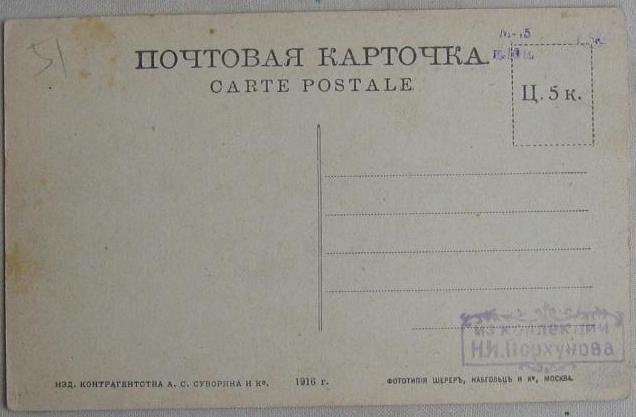 51
ПОЧТОВАЯ КАРТОЧКА.
CARTE POSTALE
Ц. 5 к.
ИЗ КОЛЛЕКЦИИ
Н.И.Порхунова
ИЗД. КОНТРАГЕНТСТВА А. С. СУВОРИНА И Кº. 1916 г. ФОТОТИПІЯ ШЕРЕРЪ, НАБГОЛЬЦЪ И Кº, МОСКВА.